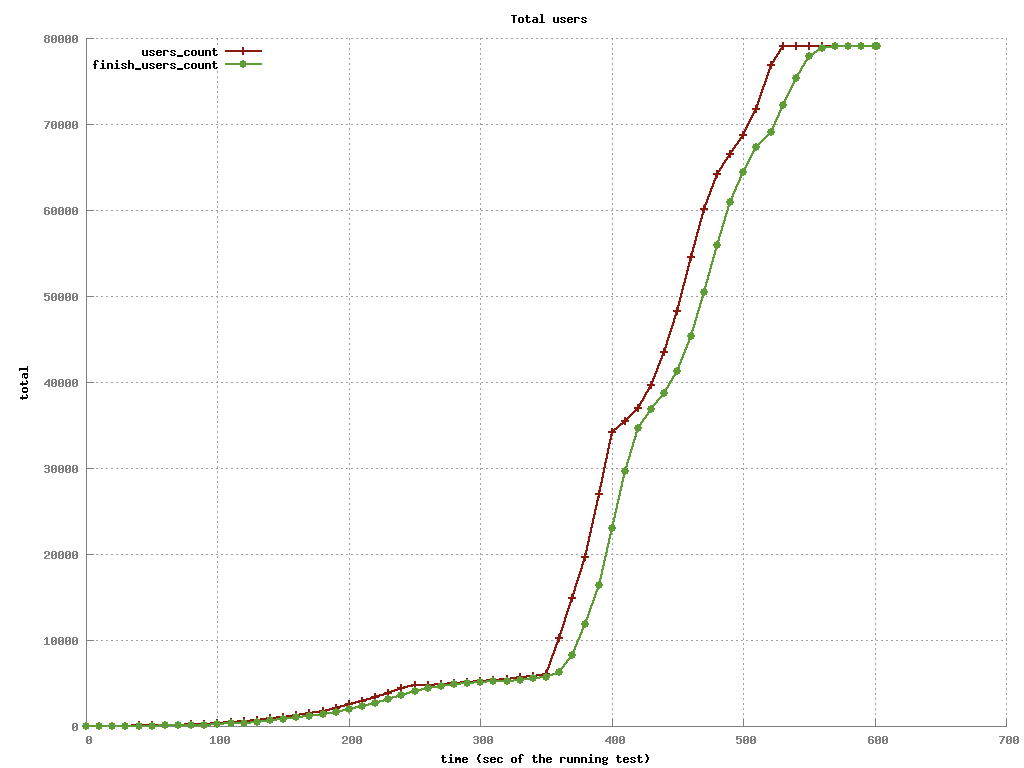 Total users
users_count
finish_users_count
80000
70000
60000
50000
40000
30000
20000
10000
0
total
0 100 200 300 400 500 600 700
time (sec of the running test)